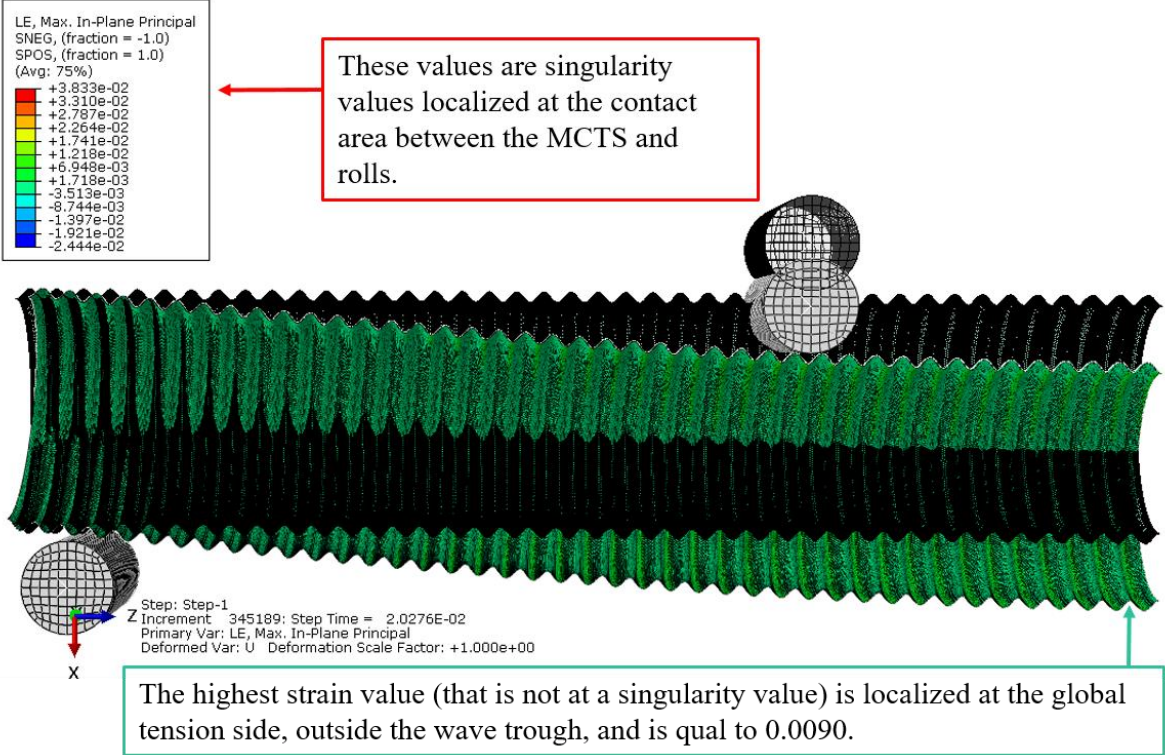 LE, Max. In-Plane Principal
SNEG, (fraction = -1.0)
SPOS, (fraction = 1.0)
(Avg: 75%)
+3.833e-02
+3.310e-02
+2.787e-02
+2.264e-02
+1.741e-02
+1.218e-02
+6.948e-03
+1.718e-03
-3.513e-03
-8.744e-03
-1.397e-02
-1.921e-02
-2.444e-02
These values are singularity
values localized at the contact
area between the MCTS and
rolls.
Z
X
Step: Step-1
Increment 345189: Step Time = 2.0276E-02
Primary Var: LE, Max. In-Plane Principal
Deformed Var: U Deformation Scale Factor: +1.000e+00
The highest strain value (that is not at a singularity value) is localized at the global
tension side, outside the wave trough, and is qual to 0.0090.